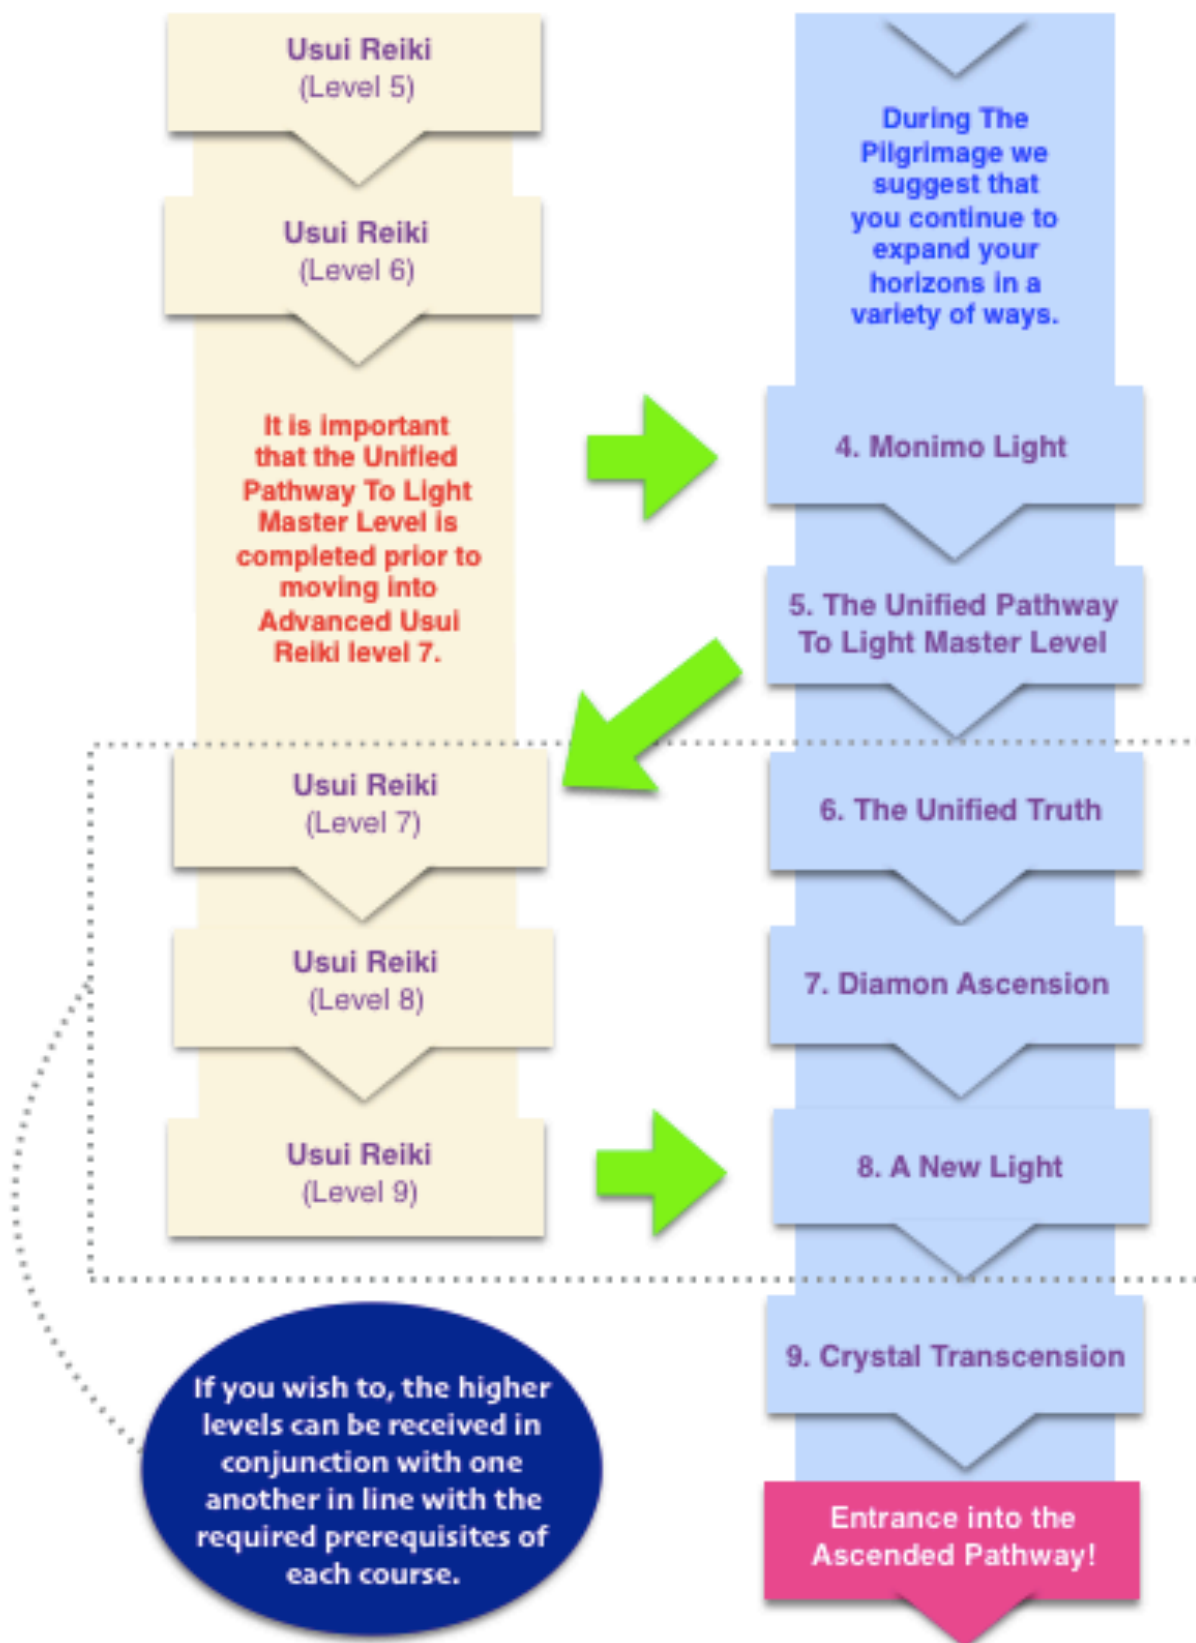 Usui Reiki
(Level 5)
Usui Reiki
(Level 6)
It is important
that the Unified
Pathway To Light
Master Level is
completed prior to
moving into
Advanced Usui
Reiki level 7.
Usui Reiki
(Level 7)
Usui Reiki
(Level 8)
Usui Reiki
(Level 9)
If you wish to, the higher
levels can be received in
conjunction with one
another in line with the
required prerequisites of
each course.
During The
Pilgrimage we
suggest that
you continue to
expand your
horizons in a
variety of ways.
4. Monimo Light
5. The Unified Pathway
To Light Master Level
6. The Unified Truth
7. Diamon Ascension
8. A New Light
9. Crystal Transcension
Entrance into the
Ascended Pathway!